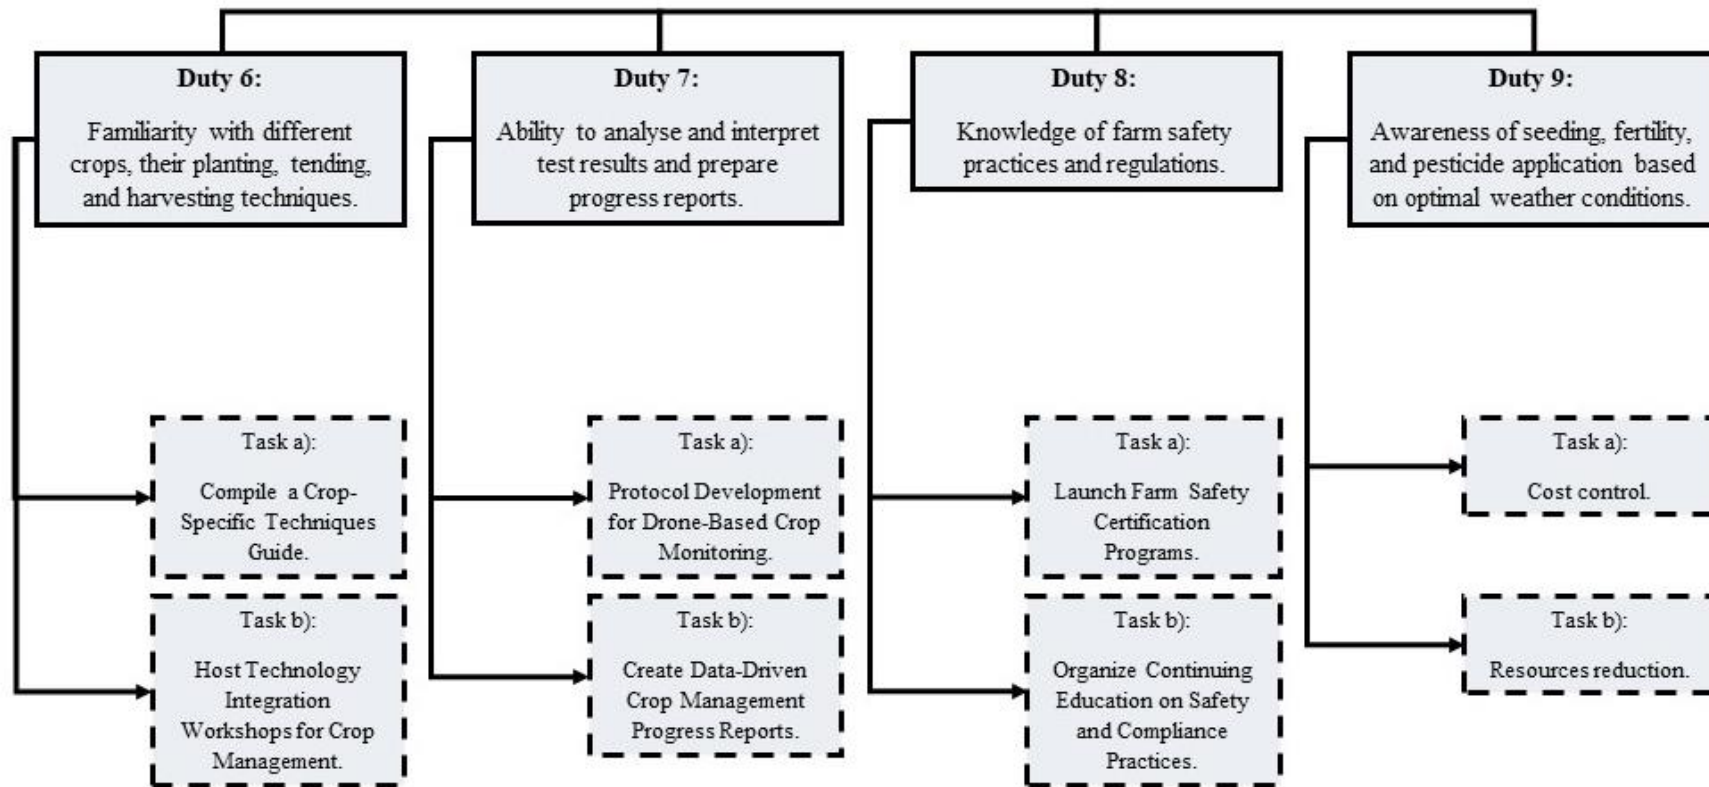 Duty 6:
Familiarity with different
crops, their planting, tending,
and harvesting techniques.
Duty 7:
Ability to analyse and interpret
test results and prepare
progress reports.
Duty 8:
Knowledge of farm safety
practices and regulations.
Duty 9:
Awareness of seeding, fertility,
and pesticide application based
on optimal weather conditions.
Task a):
Compile a Crop-
Specific Techniques
Guide.
Task a):
Protocol Development
for Drone-Based Crop
Monitoring.
Task a):
Launch Farm Safety
Certification
Programs.
Task a):
Cost control.
Task b):
Host Technology
Integration
Workshops for Crop
Management.
Task b):
Create Data-Driven
Crop Management
Progress Reports.
Task b):
Organize Continuing
Education on Safety
and Compliance
Practices.
Task b):
Resources reduction.